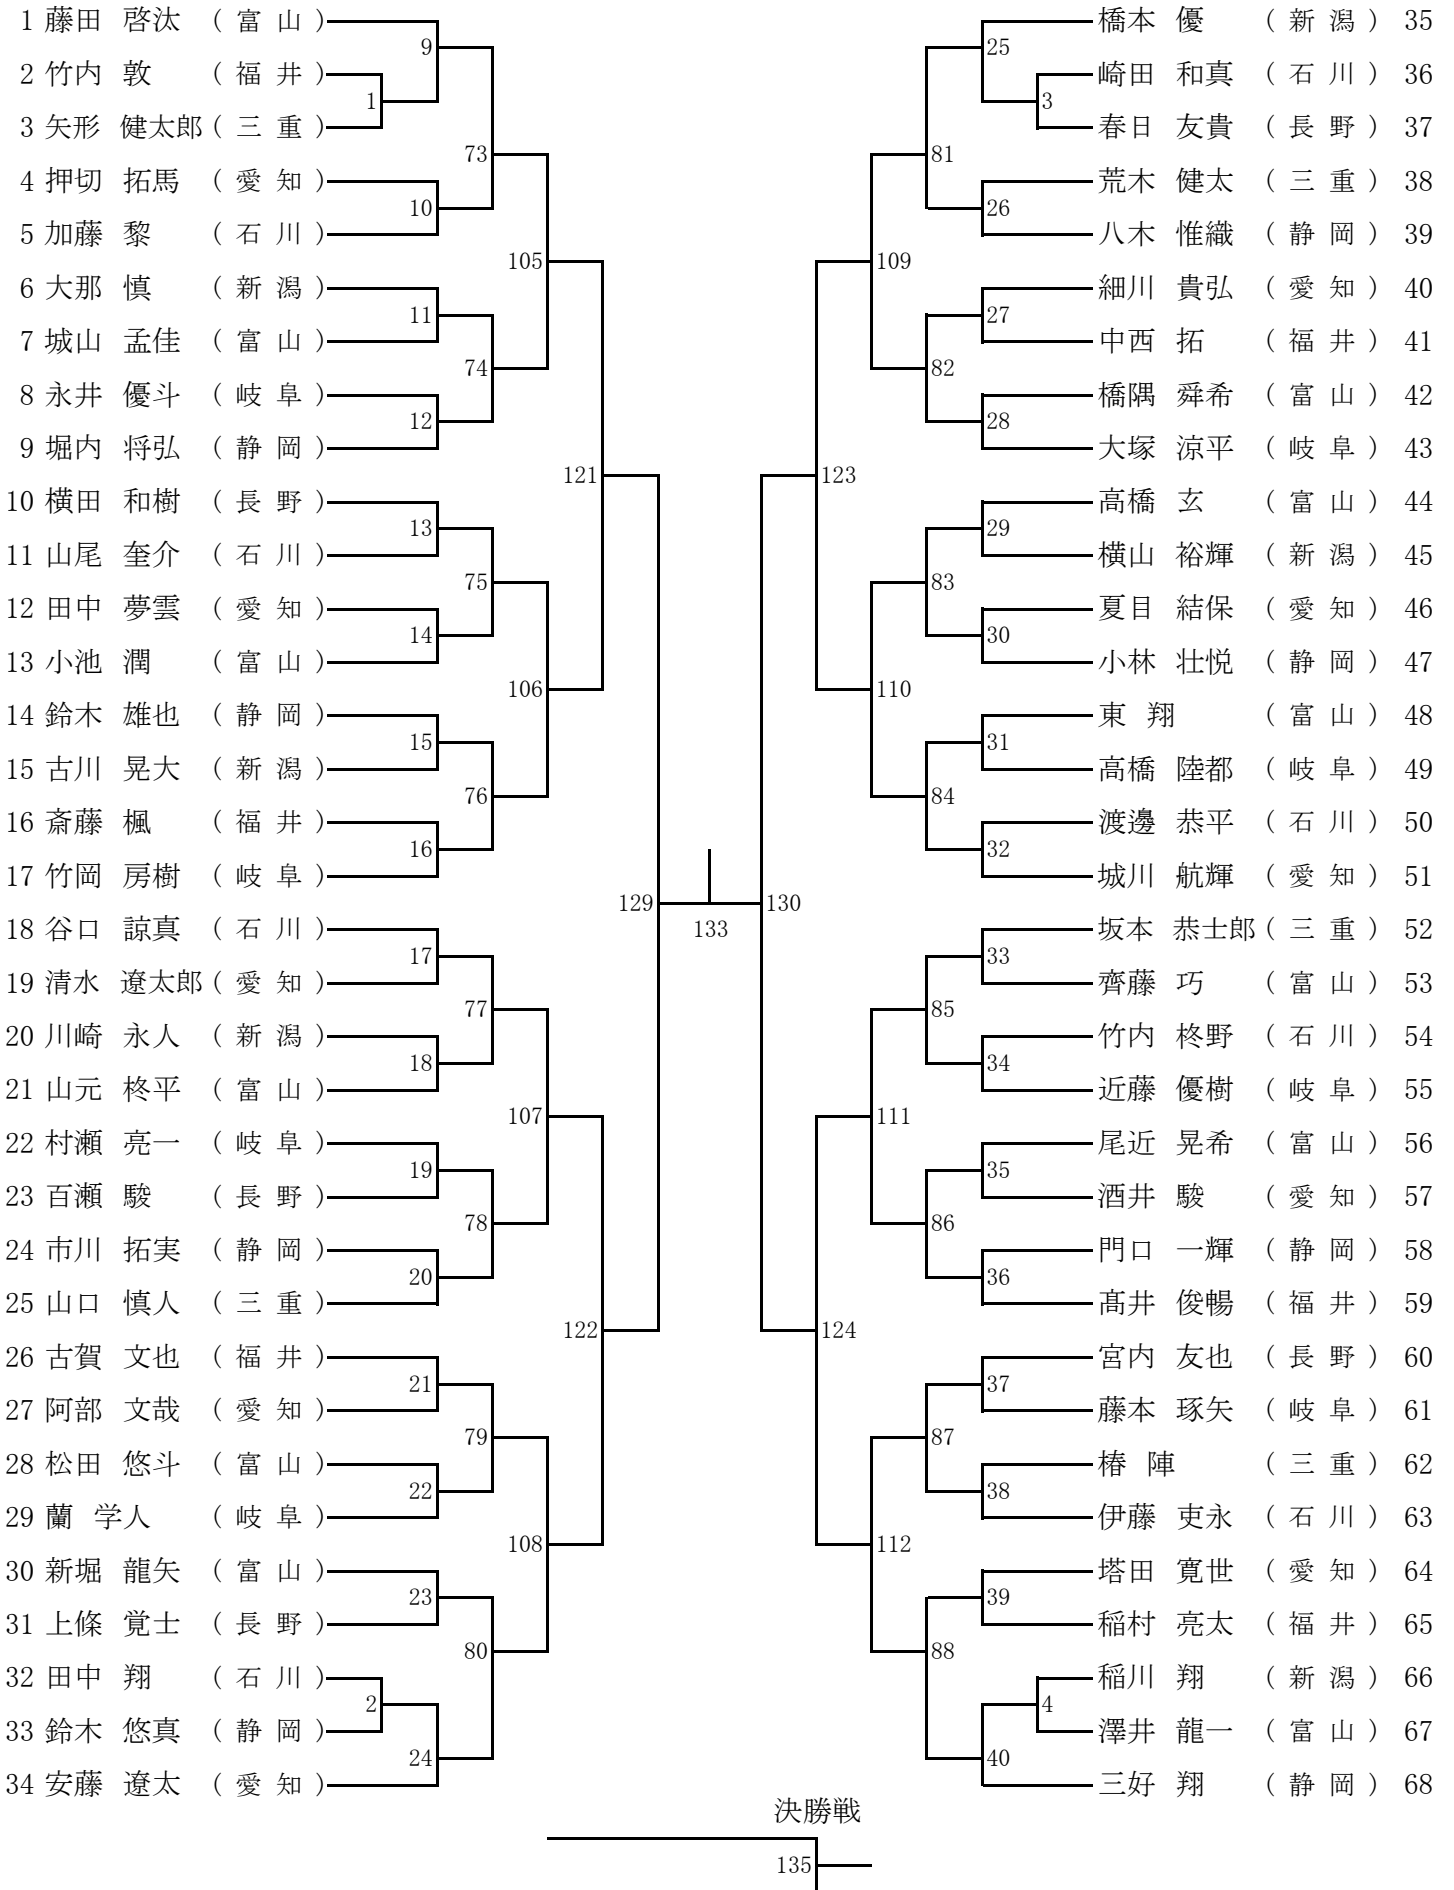 1 藤田 啓汰 (富山)
2 竹内 敦 (福井)
3 矢形 健太郎 (三重)
4 押切 拓馬 (愛知)
5 加藤 黎 (石川)
6 大那 慎 (新潟)
7 城山 孟佳 (富山)
8 永井 優斗 (岐阜)
9 堀内 将弘 (静岡)
10 横田 和樹 (長野)
11 山尾 奎介 (石川)
12 田中 夢雲 (愛知)
13 小池 潤 (富山)
14 鈴木 雄也 (静岡)
15 古川 晃大 (新潟)
16 斎藤 楓 (福井)
17 竹岡 房樹 (岐阜)
18 谷口 諒真 (石川)
19 清水 遼太郎 (愛知)
20 川崎 永人 (新潟)
21 山元 柊平 (富山)
22 村瀬 亮一 (岐阜)
23 百瀬 駿 (長野)
24 市川 拓実 (静岡)
25 山口 慎人 (三重)
26 古賀 文也 (福井)
27 阿部 文哉 (愛知)
28 松田 悠斗 (富山)
29 蘭 学人 (岐阜)
30 新堀 龍矢 (富山)
31 上條 覚士 (長野)
32 田中 翔 (石川)
33 鈴木 悠真 (静岡)
34 安藤 遼太 (愛知)
1
2
9
10
11
12
13
14
15
16
17
18
19
20
21
22
23
24
73
74
75
76
77
78
79
80
105
106
107
108
121
122
129
133
130
123
124
109
110
111
112
81
82
83
84
85
86
87
88
25
26
27
28
29
30
31
32
33
34
35
36
37
38
39
40
3
4
橋本 優 (新潟) 35
崎田 和真 (石川) 36
春日 友貴 (長野) 37
荒木 健太 (三重) 38
八木 惟織 (静岡) 39
細川 貴弘 (愛知) 40
中西 拓 (福井) 41
橋隅 舜希 (富山) 42
大塚 涼平 (岐阜) 43
高橋 玄 (富山) 44
横山 裕輝 (新潟) 45
夏目 結保 (愛知) 46
小林 壮悦 (静岡) 47
東 翔 (富山) 48
高橋 陸都 (岐阜) 49
渡邊 恭平 (石川) 50
城川 航輝 (愛知) 51
坂本 恭士郎 (三重) 52
齊藤 巧 (富山) 53
竹内 柊野 (石川) 54
近藤 優樹 (岐阜) 55
尾近 晃希 (富山) 56
酒井 駿 (愛知) 57
門口 一輝 (静岡) 58
髙井 俊暢 (福井) 59
宮内 友也 (長野) 60
藤本 琢矢 (岐阜) 61
椿 陣 (三重) 62
伊藤 吏永 (石川) 63
塔田 寛世 (愛知) 64
稲村 亮太 (福井) 65
稲川 翔 (新潟) 66
澤井 龍一 (富山) 67
三好 翔 (静岡) 68
決勝戦
135